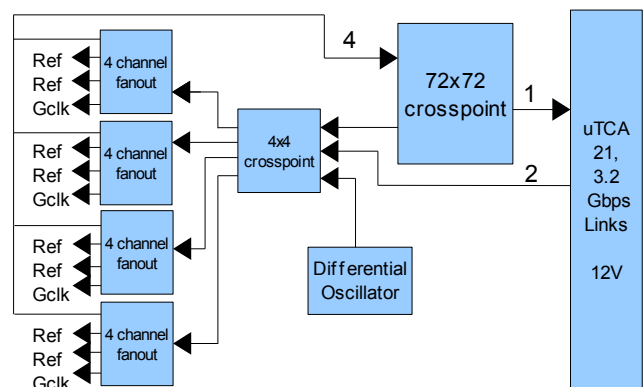 Ref
Ref
Gclk
4 channel
fanout
Ref
Ref
Gclk
4 channel
fanout
Ref
Ref
Gclk
4 channel
fanout
Ref
Ref
Gclk
4 channel
fanout
4x4
crosspoint
Differential
Oscillator
4
72x72
crosspoint
1
2
uTCA
21,
3.2
Gbps
Links
12V